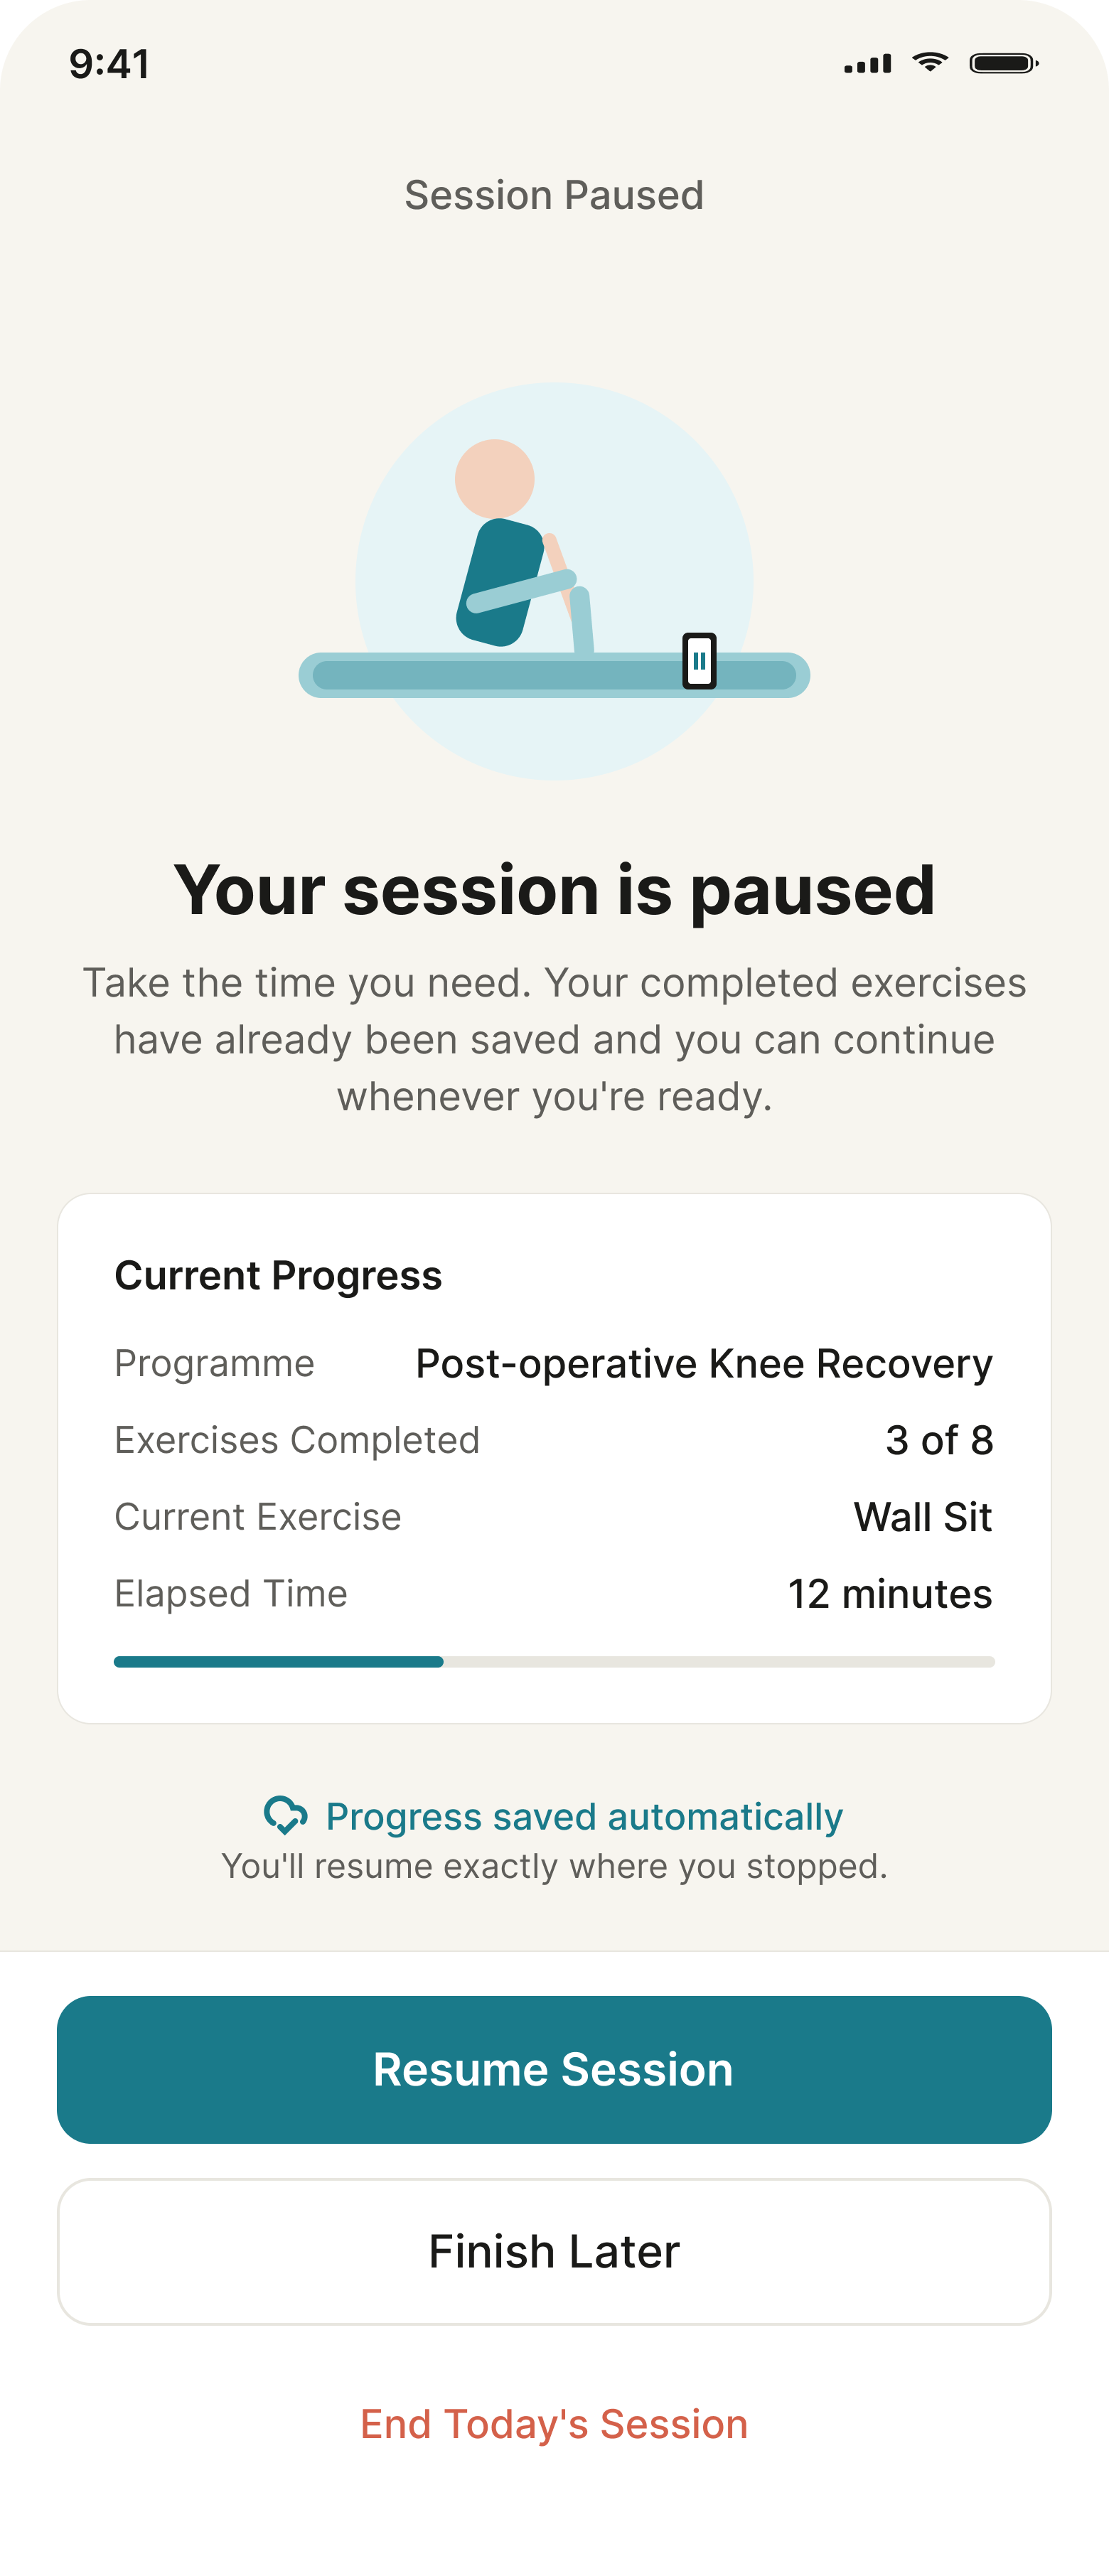 9:41
Session Paused
Your session is paused
Take the time you need. Your completed exercises
have already been saved and you can continue
whenever you're ready.
Current Progress
Programme Post-operative Knee Recovery
Exercises Completed 3 of 8
Current Exercise Wall Sit
Elapsed Time 12 minutes
Progress saved automatically
You'll resume exactly where you stopped.
Resume Session
Finish Later
End Today's Session